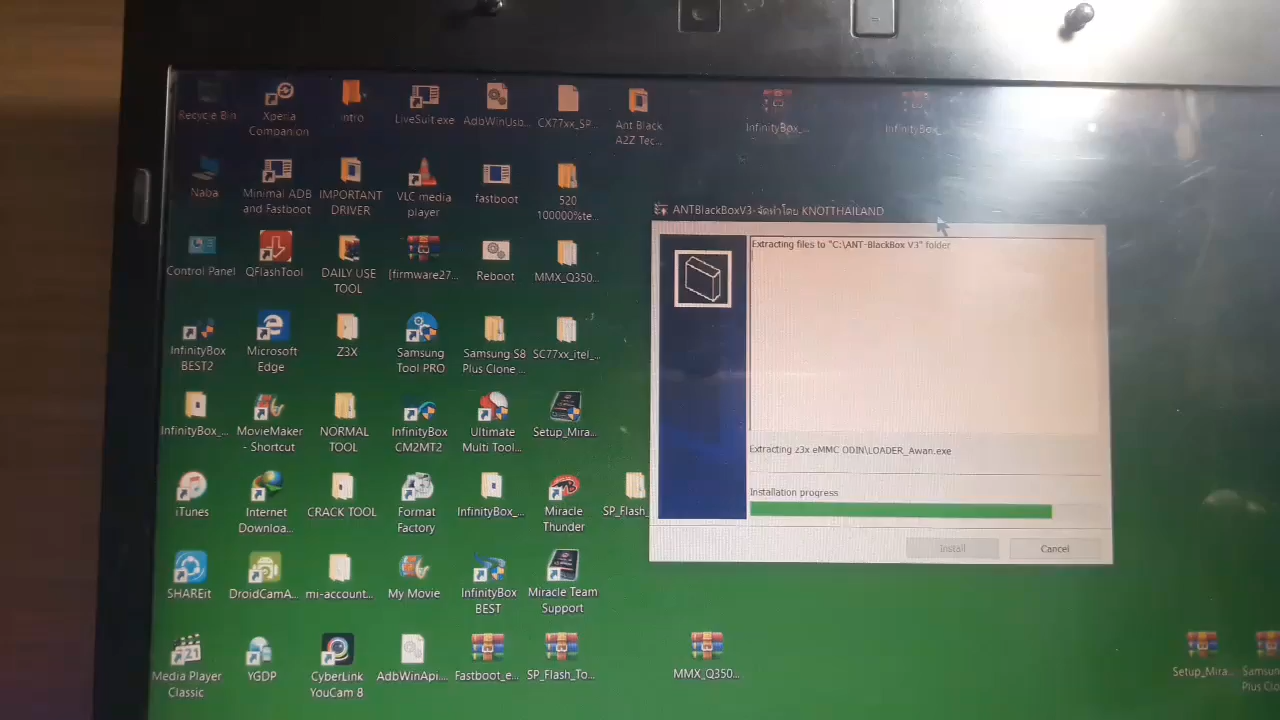 Recycle Bin
Xperia
Companion
intro
LiveSuit.exe
AdbWinUsb...
CX77xx_SP...
Ant Black
A2Z Tec...
InfinityBox_...
InfinityBox_
Naba
Minimal ADB
and Fastboot
IMPORTANT
DRIVER
VLC media
player
fastboot
520
100000%te...
ANTBlackBoxV3-จัดทำโดย KNOTTHAILAND
Extracting files to "C:\ANT-BlackBox V3" folder
Control Panel
QFlashTool
DAILY USE
TOOL
[firmware27...
Reboot
MMX_Q350...
InfinityBox
BEST2
Microsoft
Edge
Z3X
Samsung
Tool PRO
Samsung S8
Plus Clone ...
SC77xx_itel_...
InfinityBox_...
MovieMaker
- Shortcut
NORMAL
TOOL
InfinityBox
CM2MT2
Ultimate
Multi Tool...
Setup_Mira...
Extracting z3x eMMC ODIN\LOADER_Awan.exe
Installation progress
iTunes
Internet
Downloa...
CRACK TOOL
Format
Factory
InfinityBox_...
Miracle
Thunder
SP_Flash_
Install
Cancel
SHAREit
DroidCamA...
mi-account...
My Movie
InfinityBox
BEST
Miracle Team
Support
Media Player
Classic
YGDP
CyberLink
YouCam 8
AdbWinApi....
Fastboot_e...
SP_Flash_To...
MMX_Q350...
Setup_Mira...
Samsun
Plus Clo